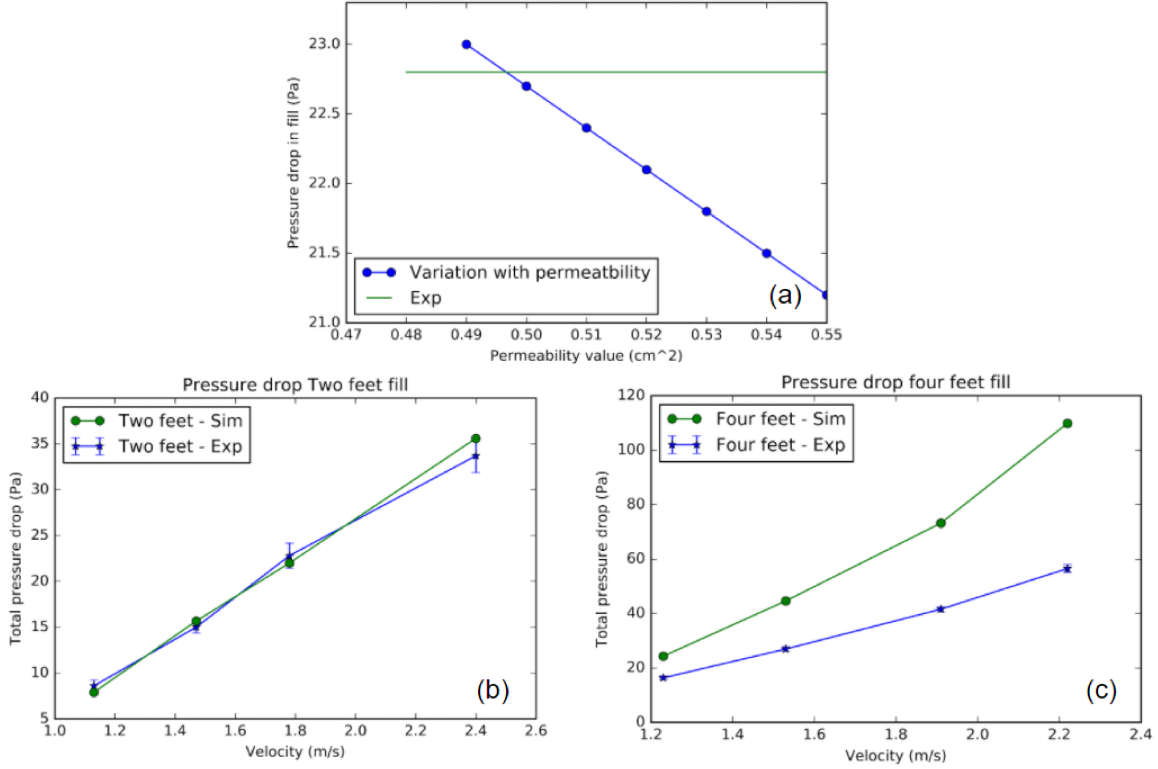 23.0
22.5
22.0
21.5
21.0
Pressure drop in fill (Pa)
Variation with permeatbility
Exp
(a)
0.47 0.48 0.49 0.50 0.51 0.52 0.53 0.54 0.55
Permeability value (cm^2)
Pressure drop Two feet fill
40
35
30
25
20
15
10
5
Total pressure drop (Pa)
Two feet - Sim
Two feet - Exp
(b)
1.0 1.2 1.4 1.6 1.8 2.0 2.2 2.4 2.6
Velocity (m/s)
Pressure drop four feet fill
120
100
80
60
40
20
0
Total pressure drop (Pa)
Four feet - Sim
Four feet - Exp
(c)
1.2 1.4 1.6 1.8 2.0 2.2 2.4
Velocity (m/s)